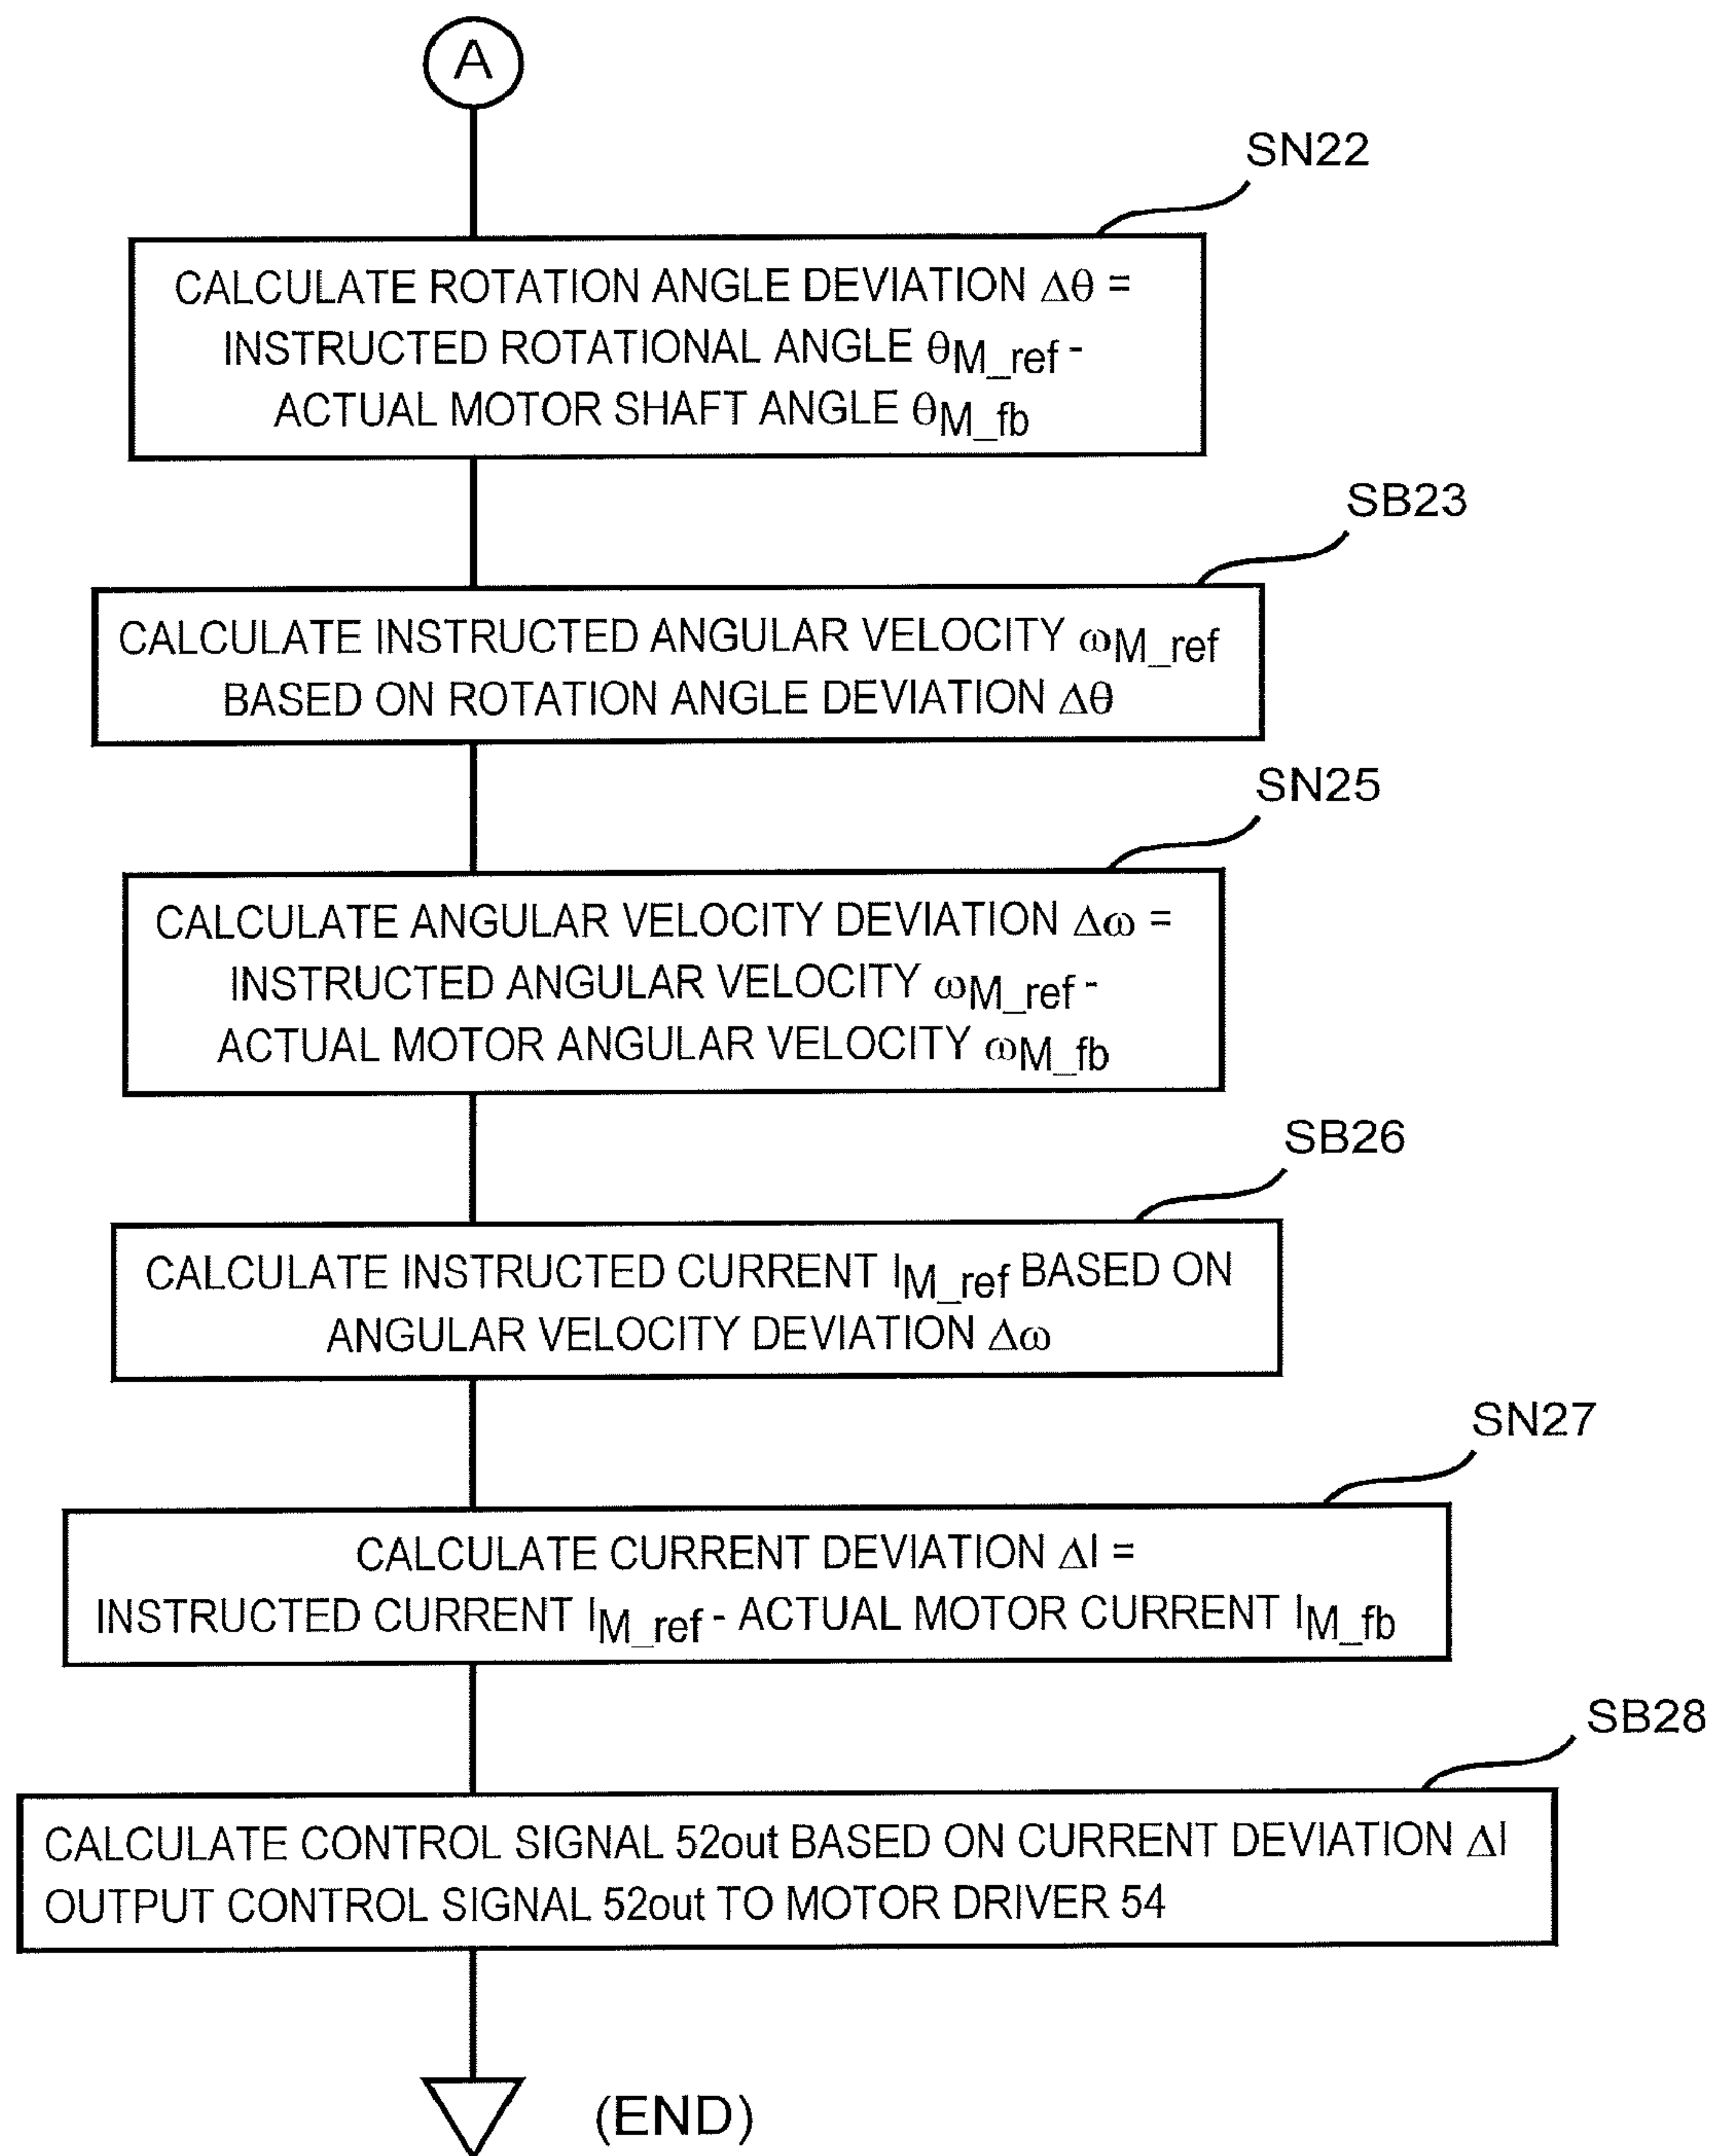 A
SN22
CALCULATE ROTATION ANGLE DEVIATION Δθ =
INSTRUCTED ROTATIONAL ANGLE θM_ref -
ACTUAL MOTOR SHAFT ANGLE θM_fb
SB23
CALCULATE INSTRUCTED ANGULAR VELOCITY ωM_ref
BASED ON ROTATION ANGLE DEVIATION Δθ
SN25
CALCULATE ANGULAR VELOCITY DEVIATION Δω =
INSTRUCTED ANGULAR VELOCITY ωM_ref -
ACTUAL MOTOR ANGULAR VELOCITY ωM_fb
SB26
CALCULATE INSTRUCTED CURRENT IM_ref BASED ON
ANGULAR VELOCITY DEVIATION Δω
SN27
CALCULATE CURRENT DEVIATION ΔI =
INSTRUCTED CURRENT IM_ref - ACTUAL MOTOR CURRENT IM_fb
SB28
CALCULATE CONTROL SIGNAL 52out BASED ON CURRENT DEVIATION ΔI
OUTPUT CONTROL SIGNAL 52out TO MOTOR DRIVER 54
(END)